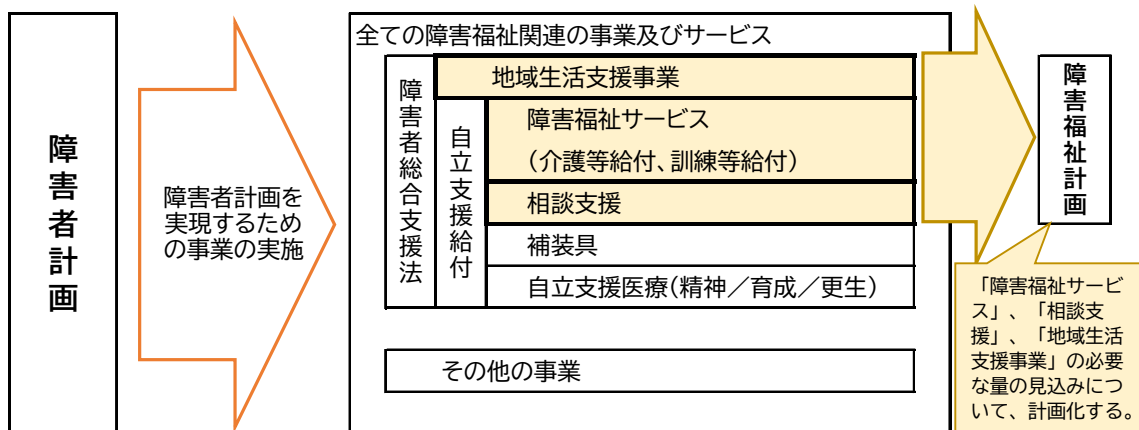 障害者計画
障害者計画を
実現するため
の事業の実施
全ての障害福祉関連の事業及びサービス
障害者総合支援法
地域生活支援事業
自立支援給付
障害福祉サービス
（介護等給付、訓練等給付）
相談支援
補装具
自立支援医療（精神／育成／更生）
その他の事業
障害福祉計画
「障害福祉サービ
ス」、「相談支
援」、「地域生活
支援事業」の必要
な量の見込みにつ
いて、計画化する。